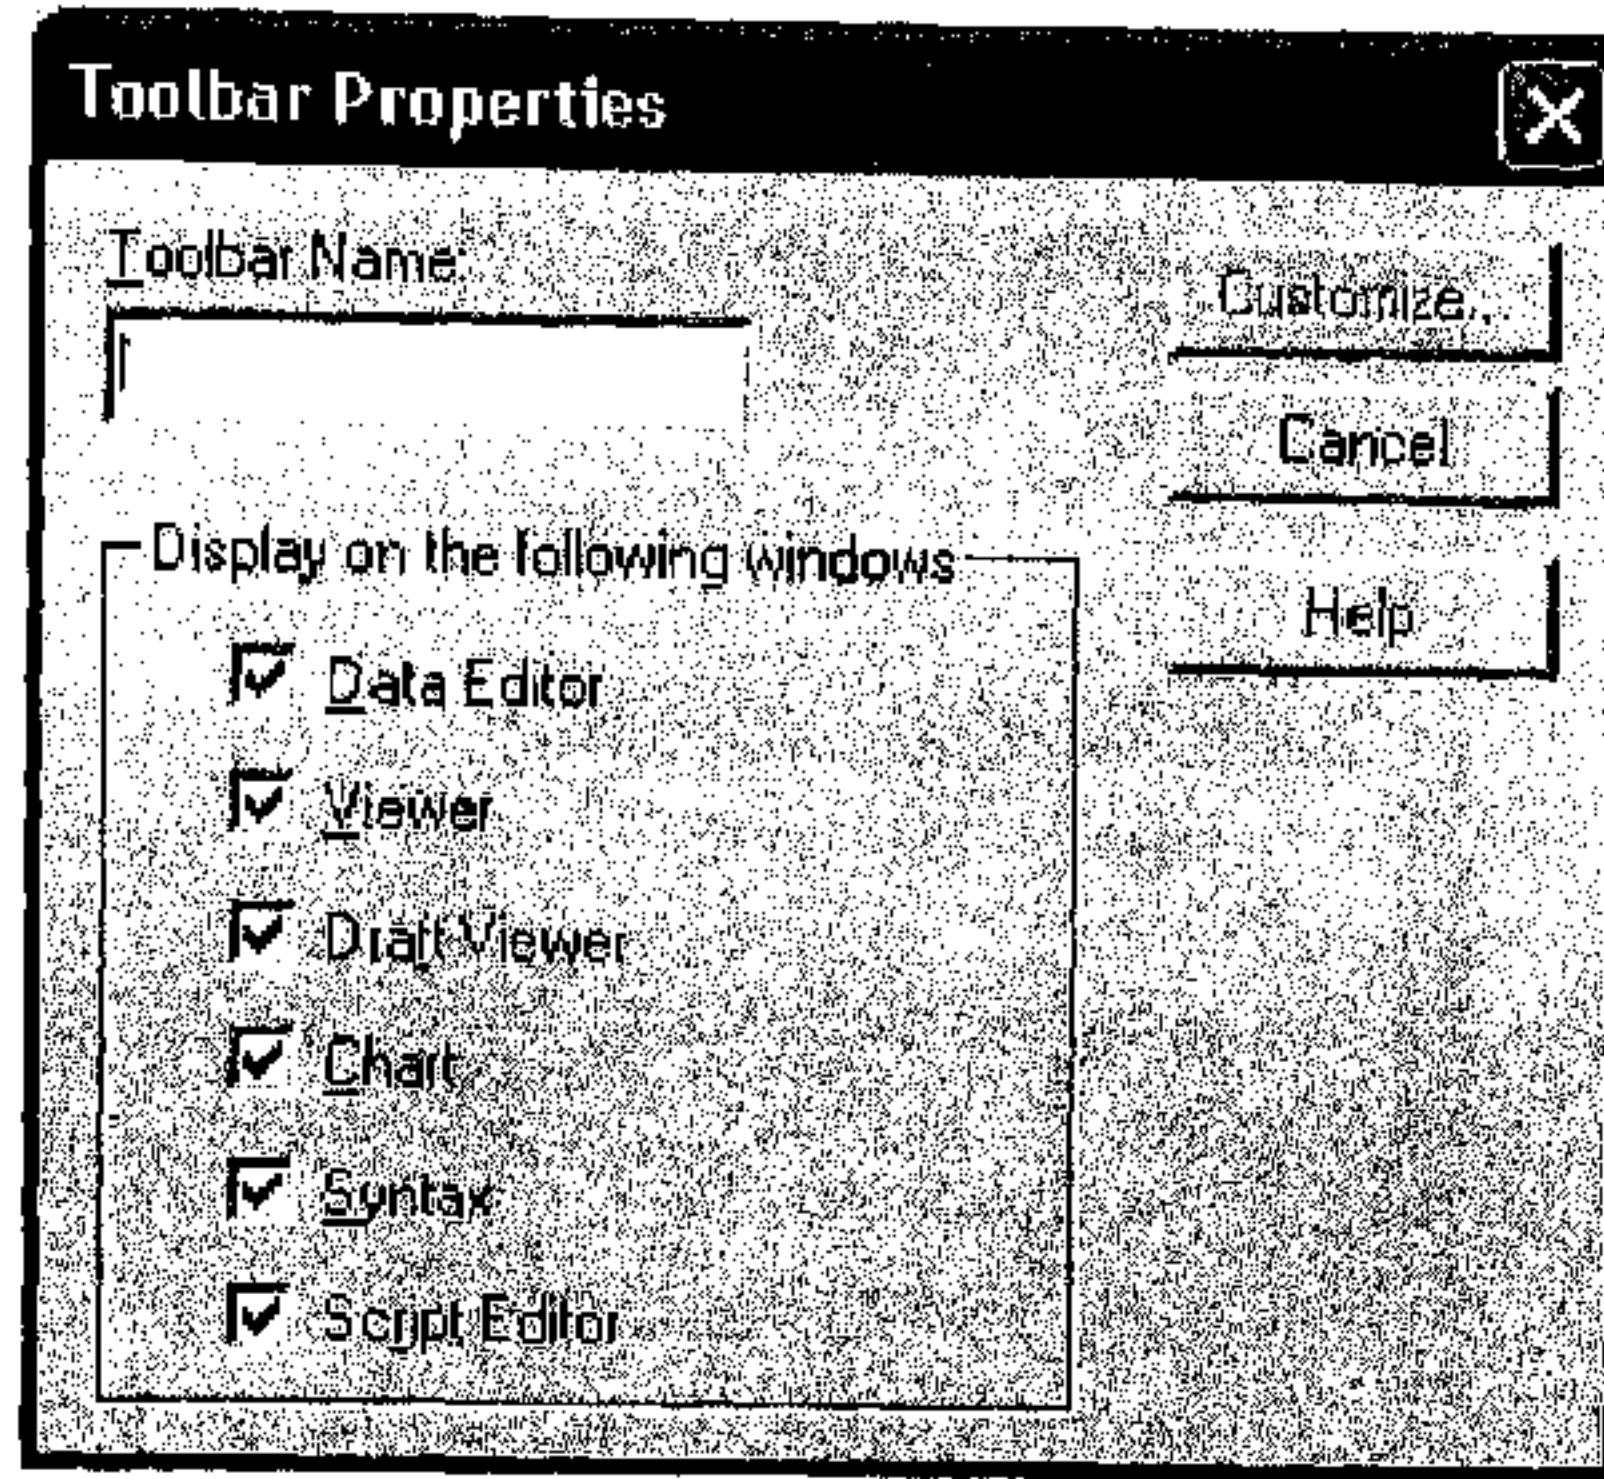 Toolbar Properties
Toolbar Name:
Customize...
Cancel
Help
Display on the following windows
Data Editor
Viewer
Draft Viewer
Chart
Syntax
Script Editor